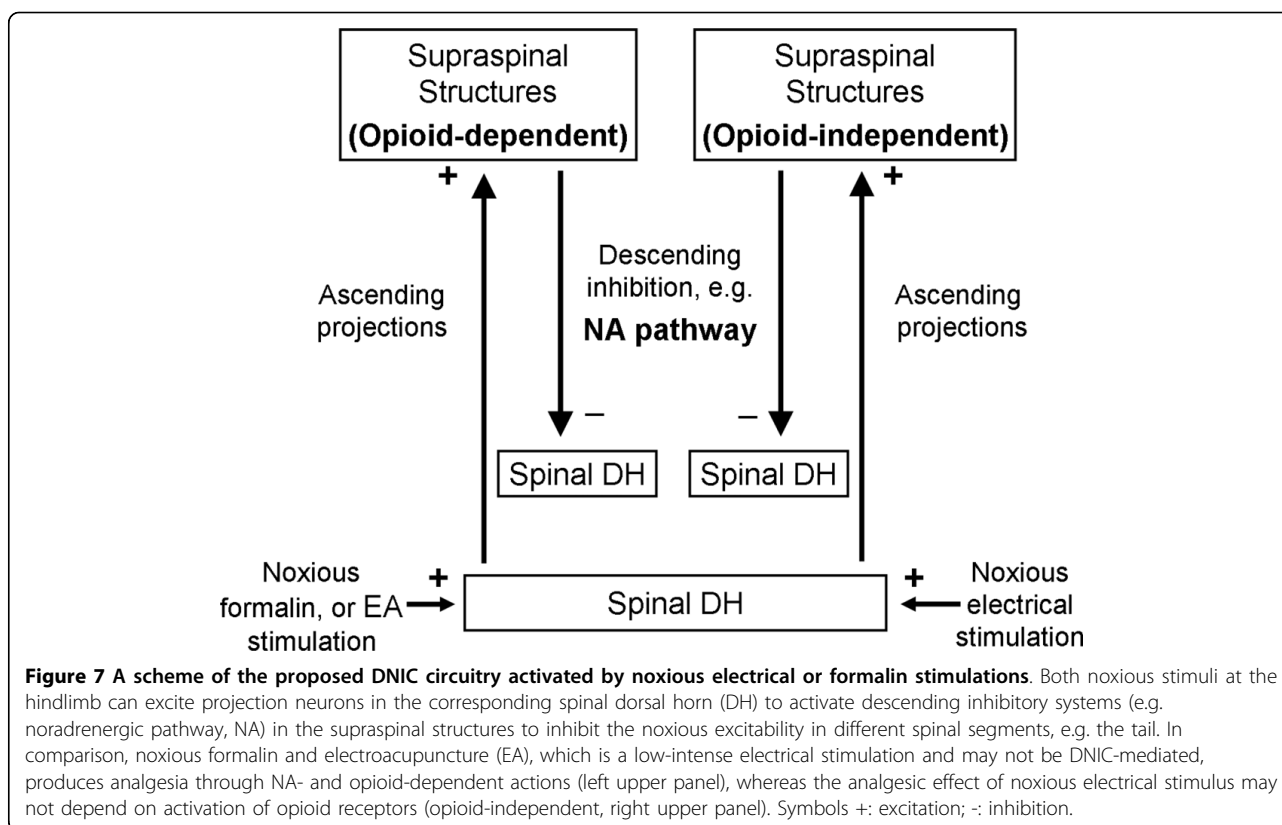 Supraspinal
Structures
(Opioid-dependent)
Supraspinal
Structures
(Opioid-independent)
+
+
Ascending
projections
Descending
inhibition, e.g.
NA pathway
Ascending
projections
–
–
Spinal DH
Spinal DH
Noxious
formalin, or EA
stimulation
+
Spinal DH
+
Noxious
electrical
stimulation
Figure 7 A scheme of the proposed DNIC circuitry activated by noxious electrical or formalin stimulations. Both noxious stimuli at the
hindlimb can excite projection neurons in the corresponding spinal dorsal horn (DH) to activate descending inhibitory systems (e.g.
noradrenergic pathway, NA) in the supraspinal structures to inhibit the noxious excitability in different spinal segments, e.g. the tail. In
comparison, noxious formalin and electroacupuncture (EA), which is a low-intense electrical stimulation and may not be DNIC-mediated,
produces analgesia through NA- and opioid-dependent actions (left upper panel), whereas the analgesic effect of noxious electrical stimulus may
not depend on activation of opioid receptors (opioid-independent, right upper panel). Symbols +: excitation; -: inhibition.